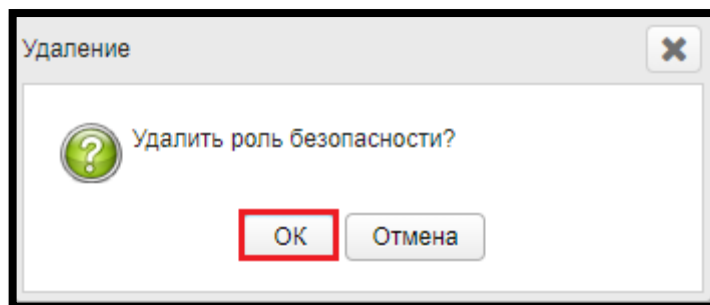 Удаление
Удалить роль безопасности?
ОК
Отмена